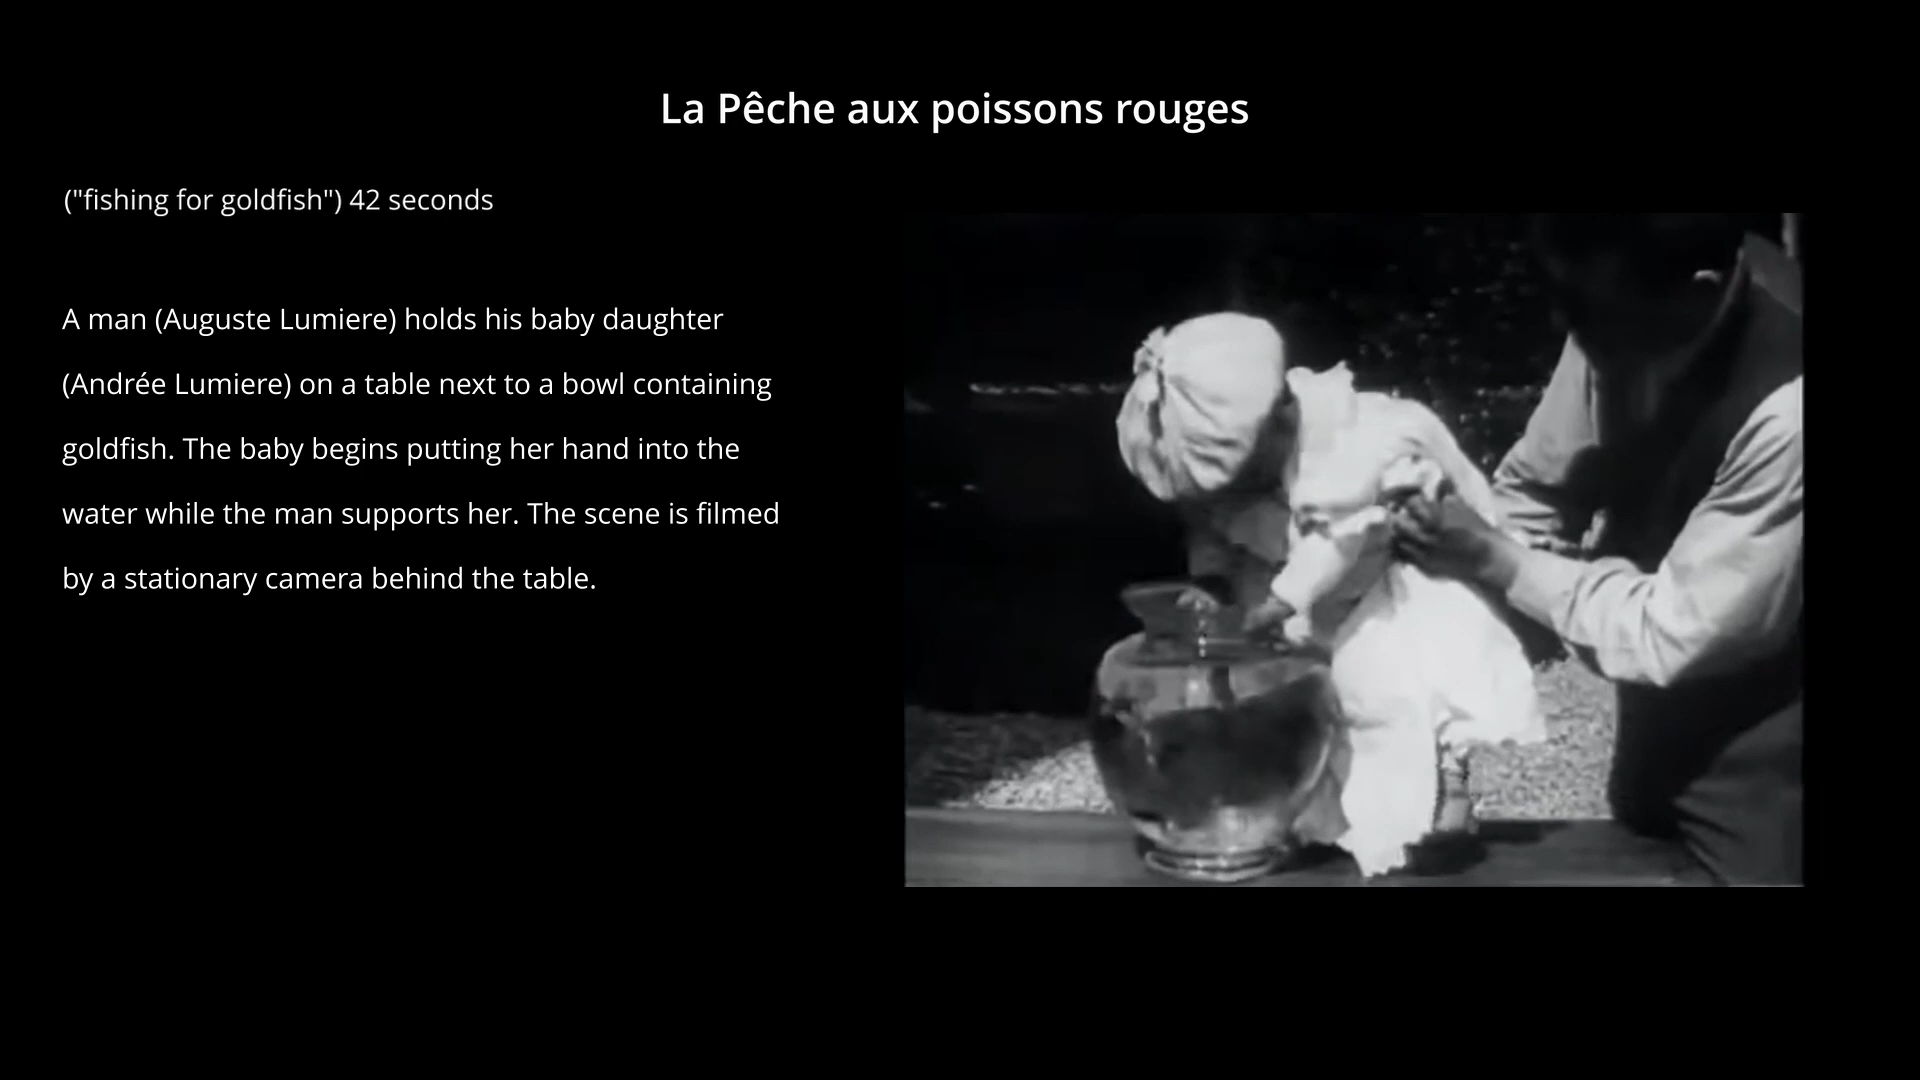 La Pêche aux poissons rouges
("fishing for goldfish") 42 seconds
A man (Auguste Lumiere) holds his baby daughter
(Andrée Lumiere) on a table next to a bowl containing
goldfish. The baby begins putting her hand into the
water while the man supports her. The scene is filmed
by a stationary camera behind the table.